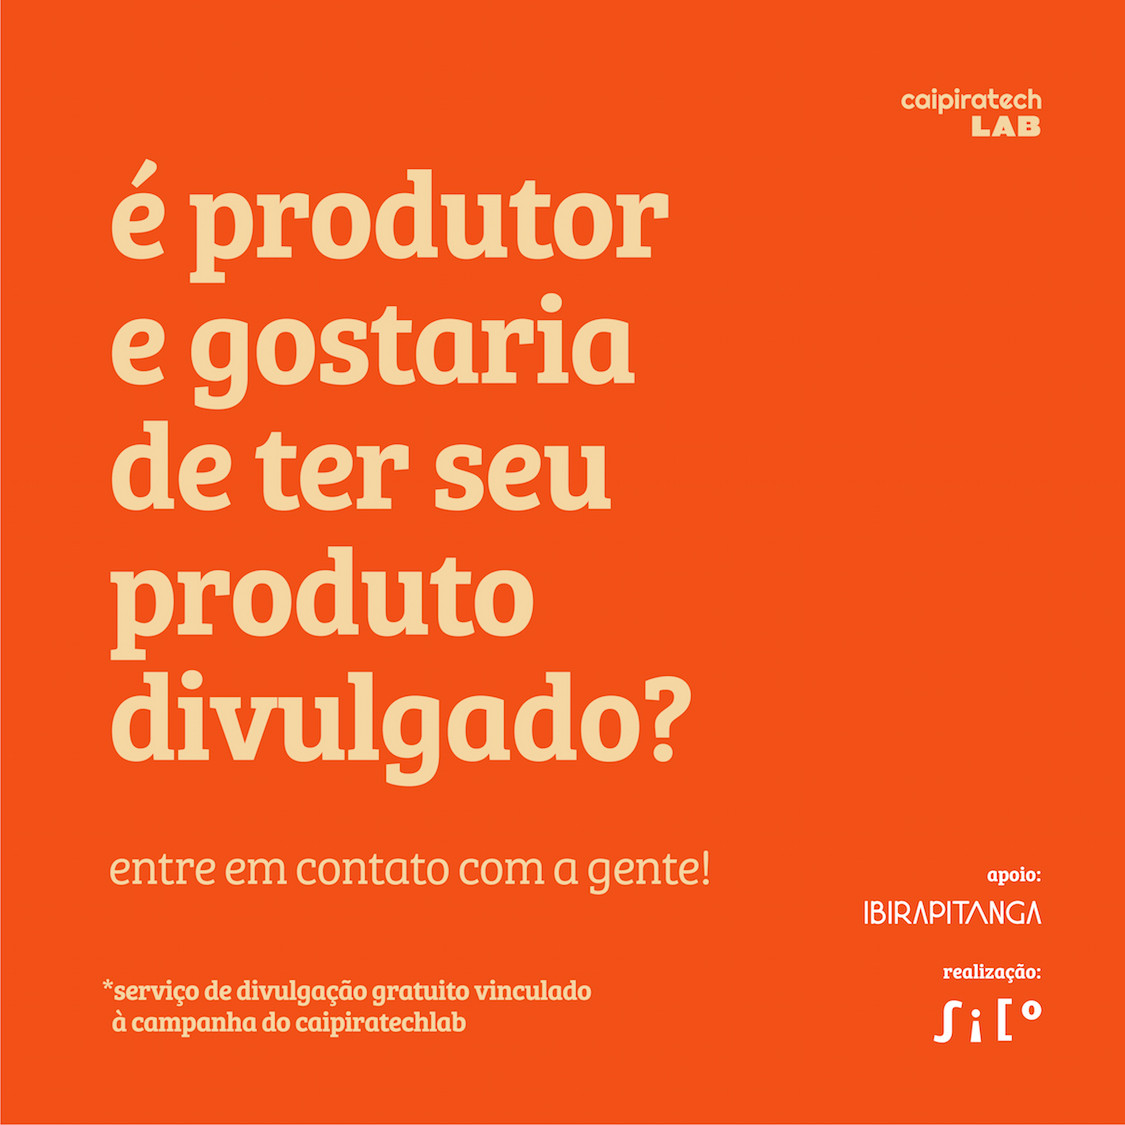 caipiratech
LAB
é produtor
e gostaria
de ter seu
produto
divulgado?
entre em contato com a gente!
apoio:
IBIRAPITANGA
realização:
silo
*serviço de divulgação gratuito vinculado
à campanha do caipiratechlab